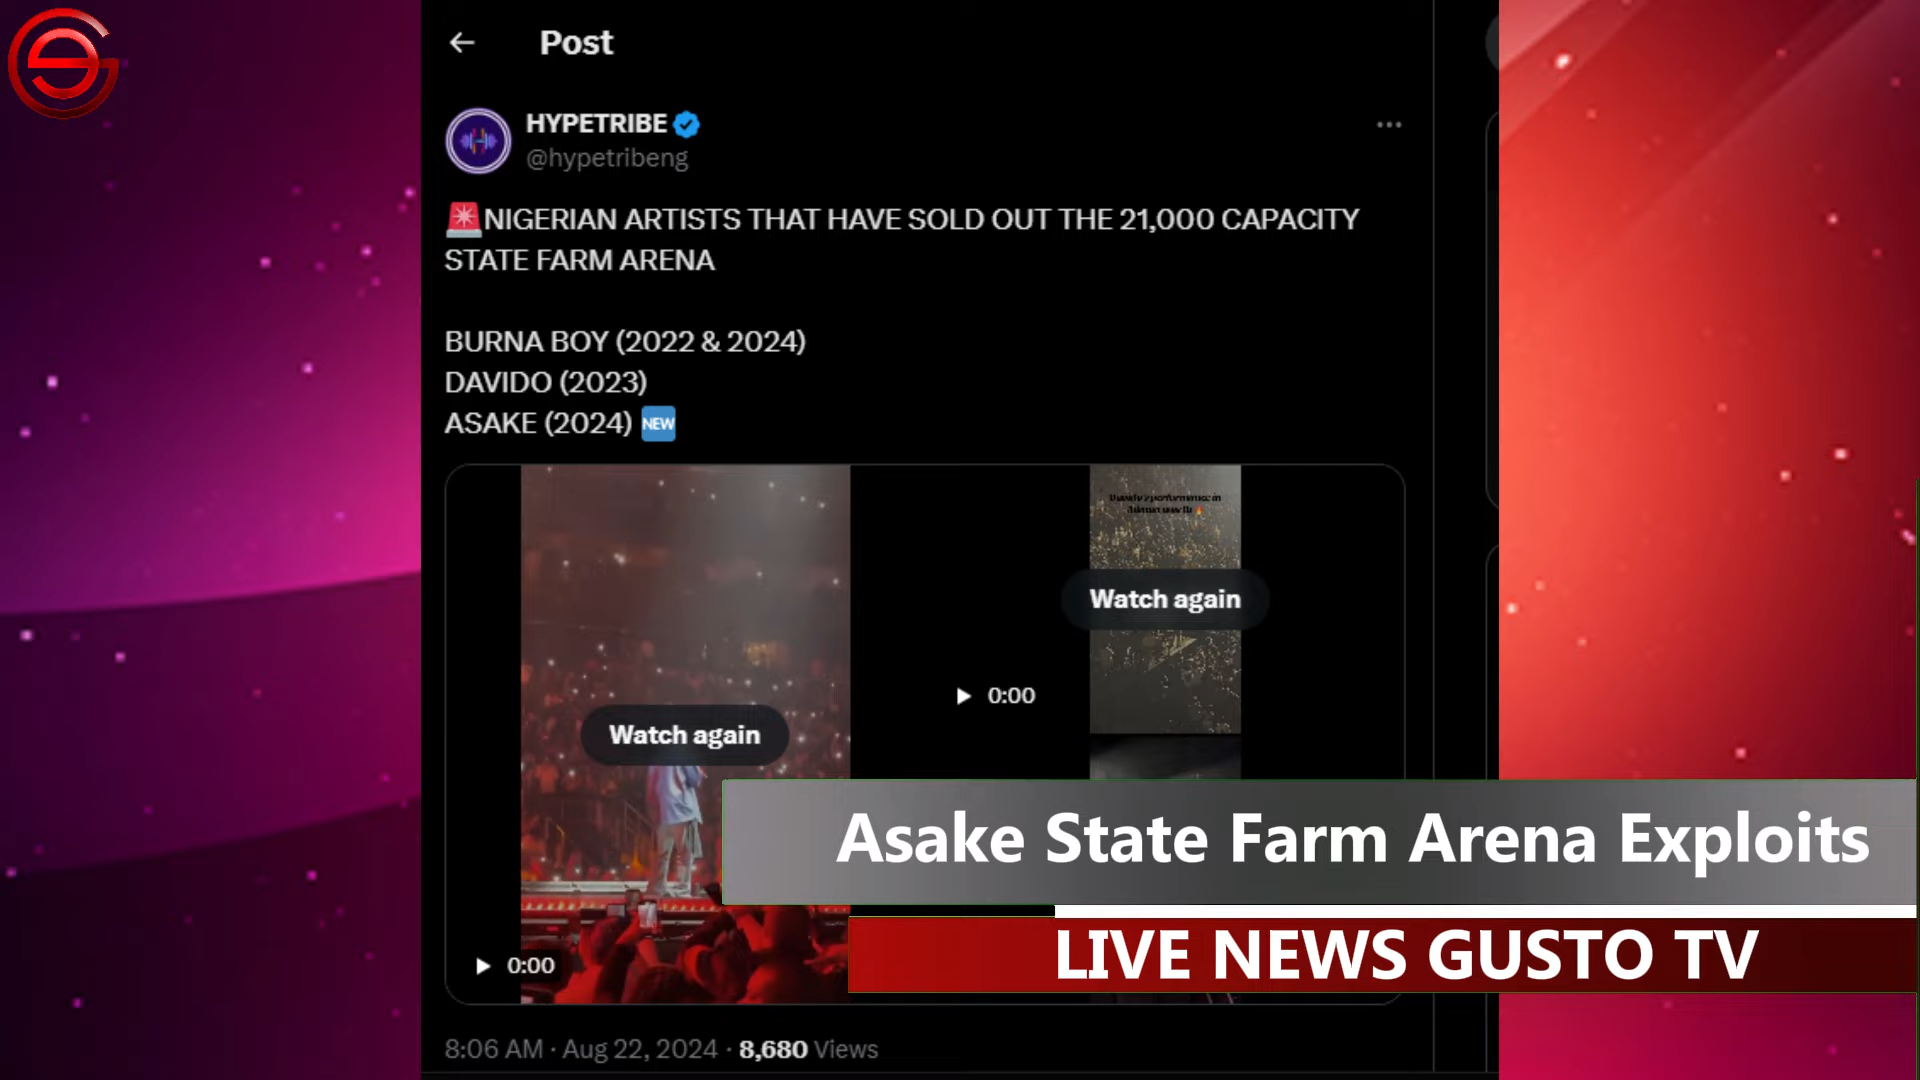 Post
HYPETRIBE
@hypetribeng
🚨NIGERIAN ARTISTS THAT HAVE SOLD OUT THE 21,000 CAPACITY
STATE FARM ARENA
BURNA BOY (2022 & 2024)
DAVIDO (2023)
ASAKE (2024) 🆕
Watch again
0:00
Watch again
0:00
Asake State Farm Arena Exploits
LIVE NEWS GUSTO TV
8:06 AM · Aug 22, 2024 · 8,680 Views